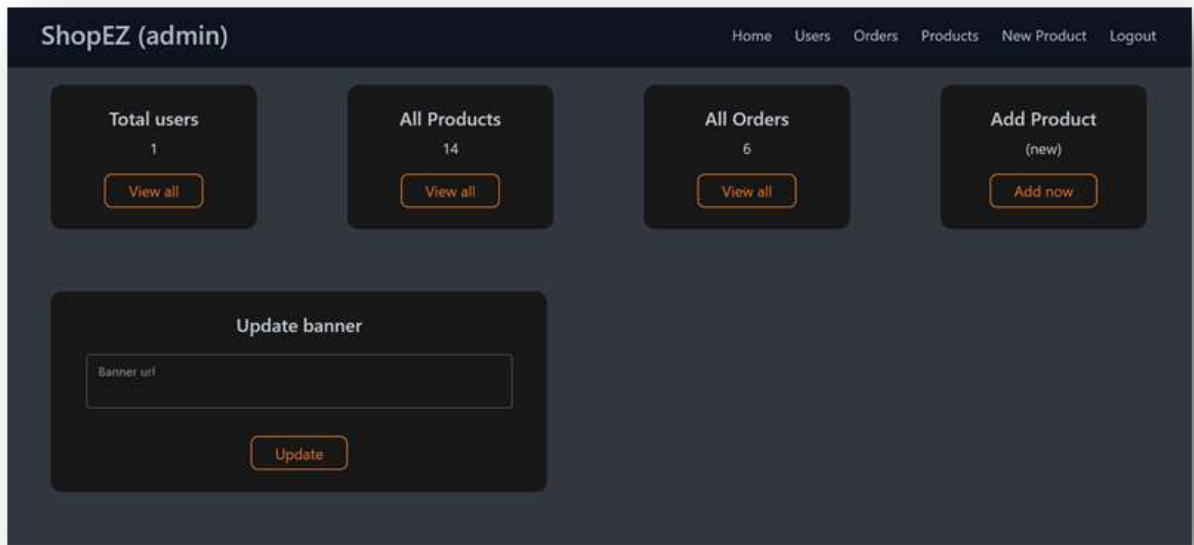 ShopEZ (admin)
Home Users Orders Products New Product Logout
Total users
1
View all
All Products
14
View all
All Orders
6
View all
Add Product
(new)
Add now
Update banner
Banner url
Update